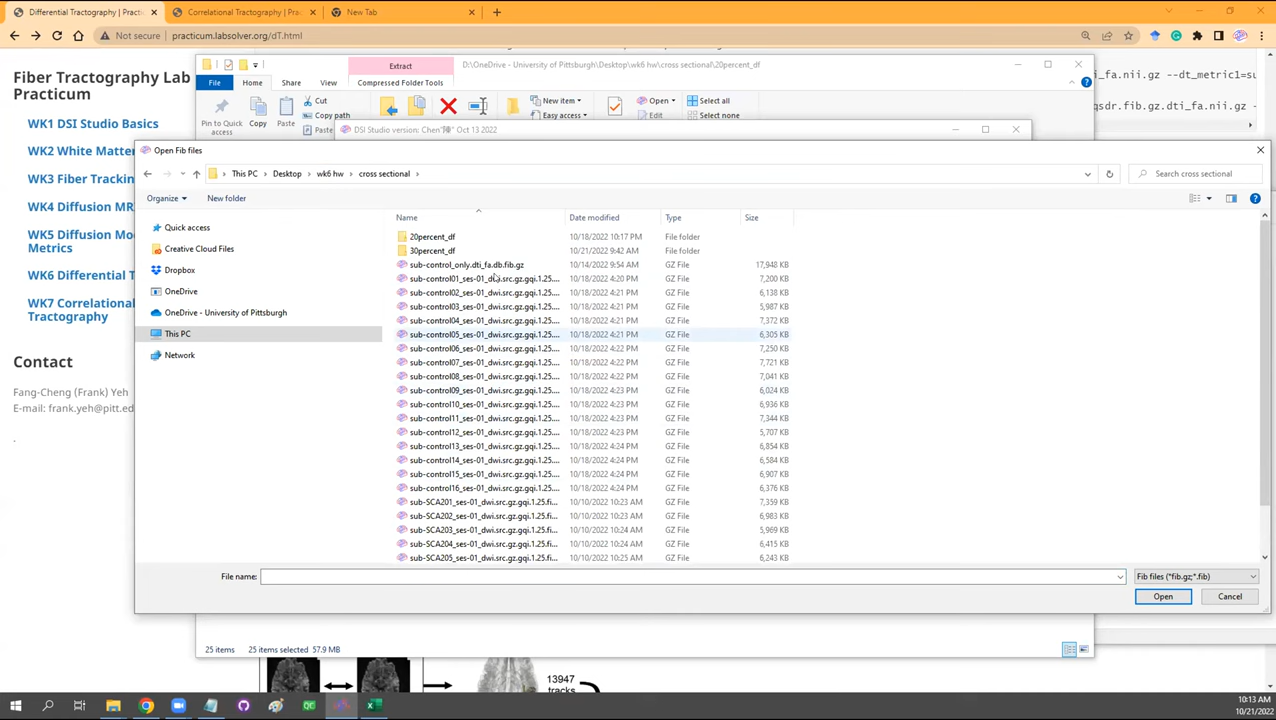 Differential Tractography | Pract
Correlational Tractography | Prac
New Tab
Not secure
practicum.labsolver.org/dT.html
Fiber Tractography Lab
Practicum
WK1 DSI Studio Basics
WK2 White Matter
WK3 Fiber Tracking
WK4 Diffusion MR
WK5 Diffusion Mo
Metrics
WK6 Differential T
WK7 Correlational
Tractography
Contact
Fang-Cheng (Frank) Yeh
E-mail: frank.yeh@pitt.ed
Extract
D:\OneDrive - University of Pittsburgh\Desktop\wk6 hw\cross sectional\20percent_df
File
Home
Share
View
Compressed Folder Tools
Pin to Quick
access
Copy
Paste
Cut
Copy path
Paste
New item
Easy access
Open
Edit
Select all
Select none
ti_fa.nii.gz --dt_metric1=su
qsdr.fib.gz.dti_fa.nii.gz -
DSI Studio version: Chen
Oct 13 2022
Open Fib files
This PC > Desktop > wk6 hw > cross sectional >
Search cross sectional
Organize
New folder
Quick access
Creative Cloud Files
Dropbox
OneDrive
OneDrive - University of Pittsburgh
This PC
Network
Name Date modified Type Size
20percent_df 10/18/2022 10:17 PM File folder
30percent_df 10/21/2022 9:42 AM File folder
sub-control_only.dti_fa.db.fib.gz 10/14/2022 9:54 AM GZ File 17,948 KB
sub-control01_ses-01_dwi.src.gz.gqi.1.25.... 10/18/2022 4:20 PM GZ File 7,200 KB
sub-control02_ses-01_dwi.src.gz.gqi.1.25.... 10/18/2022 4:21 PM GZ File 6,138 KB
sub-control03_ses-01_dwi.src.gz.gqi.1.25.... 10/18/2022 4:21 PM GZ File 5,987 KB
sub-control04_ses-01_dwi.src.gz.gqi.1.25.... 10/18/2022 4:21 PM GZ File 7,372 KB
sub-control05_ses-01_dwi.src.gz.gqi.1.25.... 10/18/2022 4:21 PM GZ File 6,305 KB
sub-control06_ses-01_dwi.src.gz.gqi.1.25.... 10/18/2022 4:22 PM GZ File 7,250 KB
sub-control07_ses-01_dwi.src.gz.gqi.1.25.... 10/18/2022 4:22 PM GZ File 7,721 KB
sub-control08_ses-01_dwi.src.gz.gqi.1.25.... 10/18/2022 4:23 PM GZ File 7,041 KB
sub-control09_ses-01_dwi.src.gz.gqi.1.25.... 10/18/2022 4:23 PM GZ File 6,024 KB
sub-control10_ses-01_dwi.src.gz.gqi.1.25.... 10/18/2022 4:23 PM GZ File 6,936 KB
sub-control11_ses-01_dwi.src.gz.gqi.1.25.... 10/18/2022 4:23 PM GZ File 7,344 KB
sub-control12_ses-01_dwi.src.gz.gqi.1.25.... 10/18/2022 4:23 PM GZ File 5,707 KB
sub-control13_ses-01_dwi.src.gz.gqi.1.25.... 10/18/2022 4:24 PM GZ File 6,854 KB
sub-control14_ses-01_dwi.src.gz.gqi.1.25.... 10/18/2022 4:24 PM GZ File 6,584 KB
sub-control15_ses-01_dwi.src.gz.gqi.1.25.... 10/18/2022 4:24 PM GZ File 6,907 KB
sub-control16_ses-01_dwi.src.gz.gqi.1.25.... 10/18/2022 4:24 PM GZ File 6,376 KB
sub-SCA201_ses-01_dwi.src.gz.gqi.1.25.fi... 10/10/2022 10:23 AM GZ File 7,359 KB
sub-SCA202_ses-01_dwi.src.gz.gqi.1.25.fi... 10/10/2022 10:23 AM GZ File 6,983 KB
sub-SCA203_ses-01_dwi.src.gz.gqi.1.25.fi... 10/10/2022 10:24 AM GZ File 5,969 KB
sub-SCA204_ses-01_dwi.src.gz.gqi.1.25.fi... 10/10/2022 10:24 AM GZ File 6,415 KB
sub-SCA205_ses-01_dwi.src.gz.gqi.1.25.fi... 10/10/2022 10:25 AM GZ File 6,243 KB
File name:
Fib files (*fib.gz;*.fib)
Open
Cancel
25 items
25 items selected 57.9 MB
13947
tracks
10:13 AM
10/21/2022